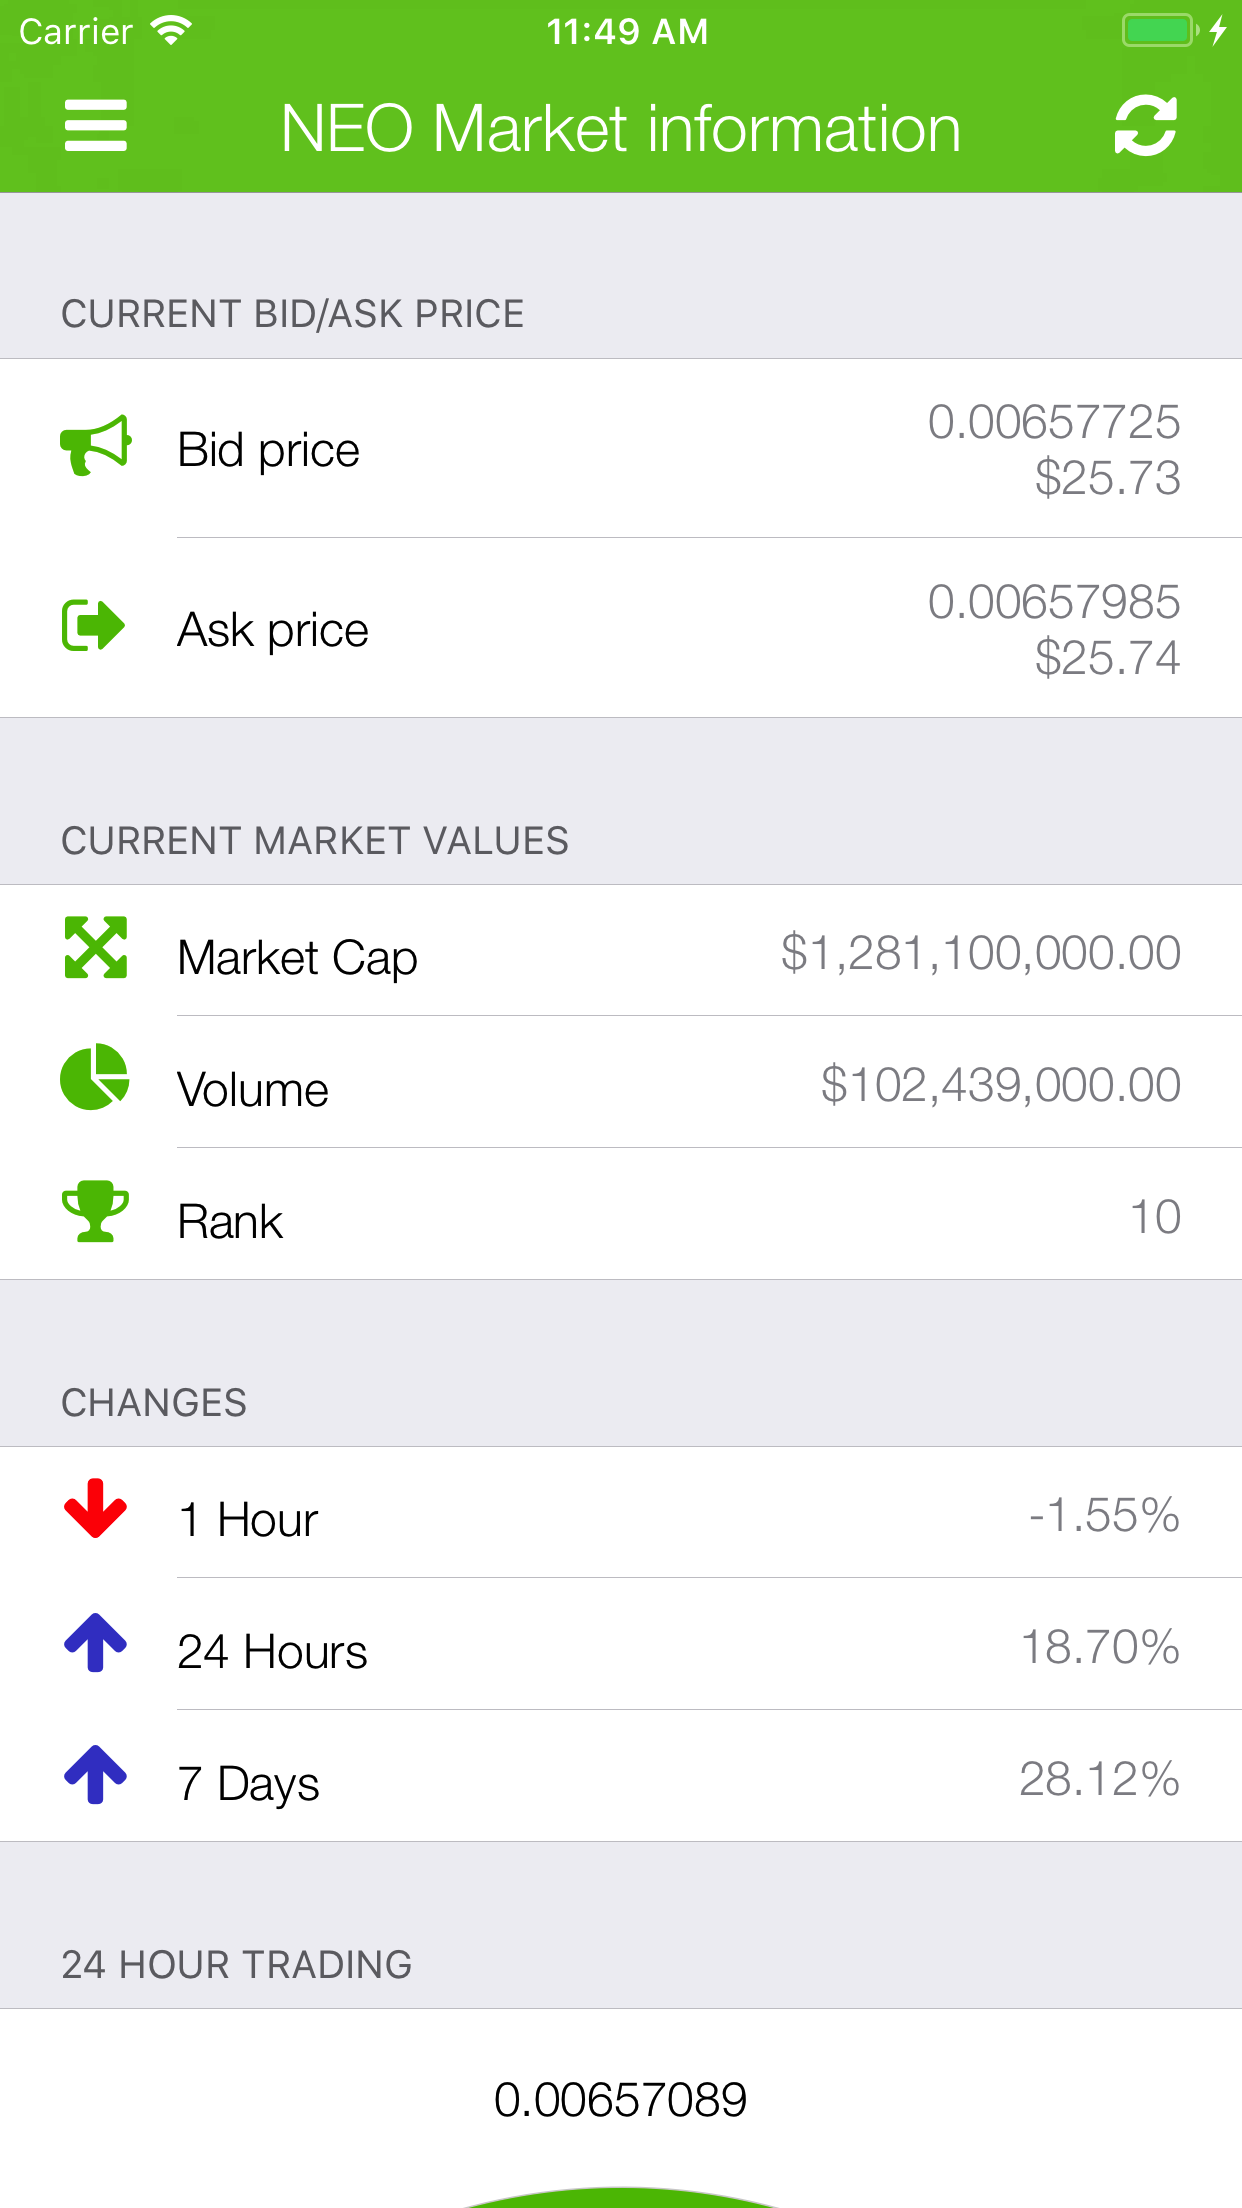 Carrier 11:49 AM
NEO Market information
CURRENT BID/ASK PRICE
Bid price
0.00657725
$25.73
Ask price
0.00657985
$25.74
CURRENT MARKET VALUES
Market Cap $1,281,100,000.00
Volume $102,439,000.00
Rank 10
CHANGES
1 Hour -1.55%
24 Hours 18.70%
7 Days 28.12%
24 HOUR TRADING
0.00657089